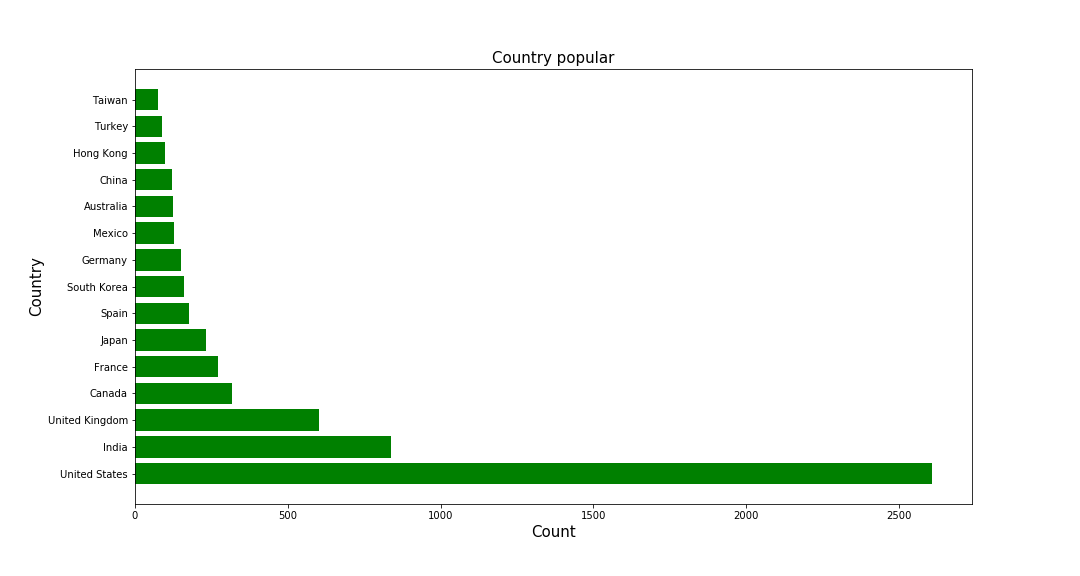 Country popular
Taiwan
Turkey
Hong Kong
China
Australia
Mexico
Germany
South Korea
Spain
Japan
France
Canada
United Kingdom
India
United States
Country
0 500 1000 1500 2000 2500
Count